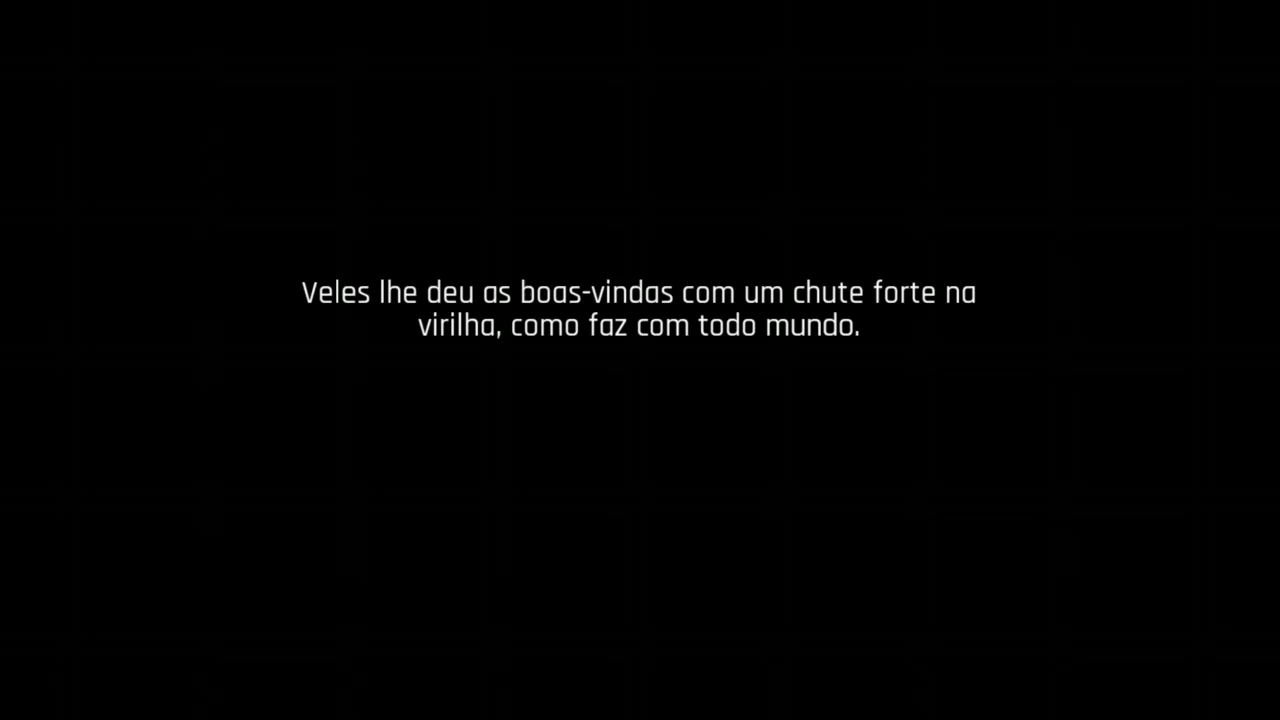 Veles lhe deu as boas-vindas com um chute forte na
virilha, como faz com todo mundo.